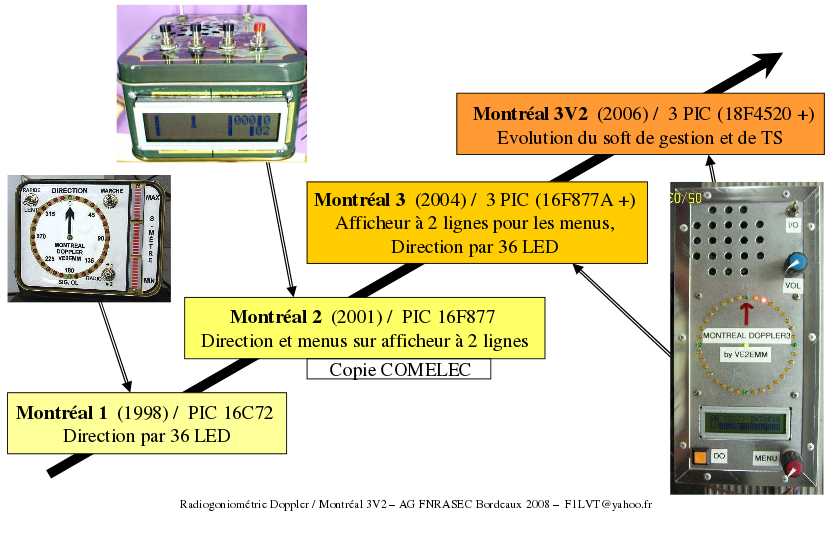 Montréal 3V2 (2006) / 3 PIC (18F4520 +)
Evolution du soft de gestion et de TS
Montréal 3 (2004) / 3 PIC (16F877A +)
Afficheur à 2 lignes pour les menus,
Direction par 36 LED
Montréal 2 (2001) / PIC 16F877
Direction et menus sur afficheur à 2 lignes
Copie COMELEC
Montréal 1 (1998) / PIC 16C72
Direction par 36 LED
RAPIDE
DIRECTION
MARCHE
LENT
MAX
315
45
S-MÈTRE
270
90
MONTREAL
DOPPLER
VE2EMM
225
135
180
RADIO
SIG. OL
MIN
05/03
I/O
VOL
MONTREAL DOPPLER3
by VE2EMM
DO
MENU
Radiogoniométrie Doppler / Montréal 3V2 – AG FNRASEC Bordeaux 2008 – F1LVT@yahoo.fr